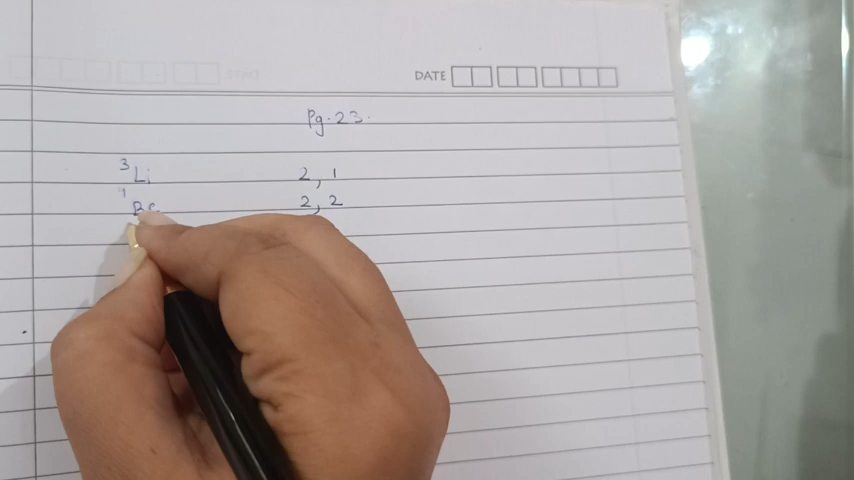 DATE
Pg. 23.
³Li 2, 1
⁴Be 2, 2